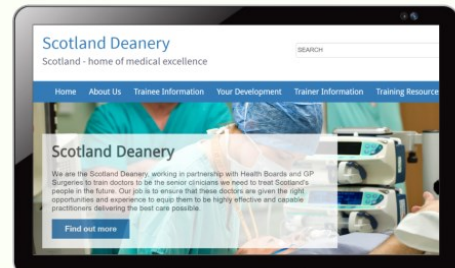 Scotland Deanery
Scotland - home of medical excellence
SEARCH
Home About Us Trainee Information Your Development Trainer Information Training Resource
Scotland Deanery
We are the Scotland Deanery, working in partnership with Health Boards and GP
Surgeries to train doctors to be the senior clinicians we need to treat Scotland's
people in the future. Our job is to ensure that these doctors are given the right
opportunities and experience to equip them to be highly effective and capable
practitioners delivering the best care possible.
Find out more